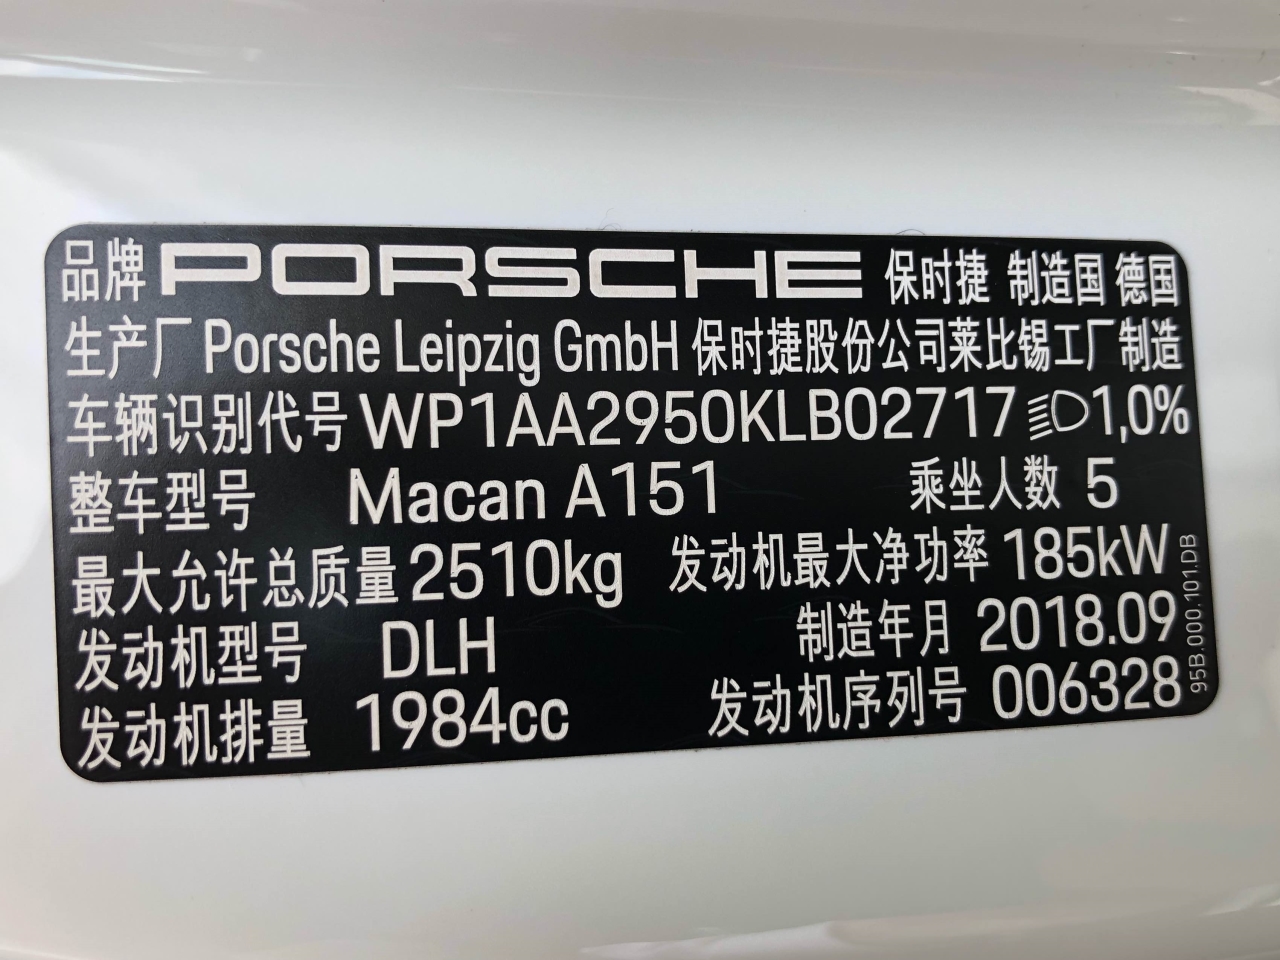 品牌 PORSCHE 保时捷 制造国 德国
生产厂 Porsche Leipzig GmbH 保时捷股份公司莱比锡工厂制造
车辆识别代号 WP1AA2950KLB02717 1,0%
整车型号 Macan A151 乘坐人数 5
最大允许总质量 2510kg 发动机最大净功率 185kW
发动机型号 DLH 制造年月 2018.09
发动机排量 1984cc 发动机序列号 006328
95B.000.101.DB